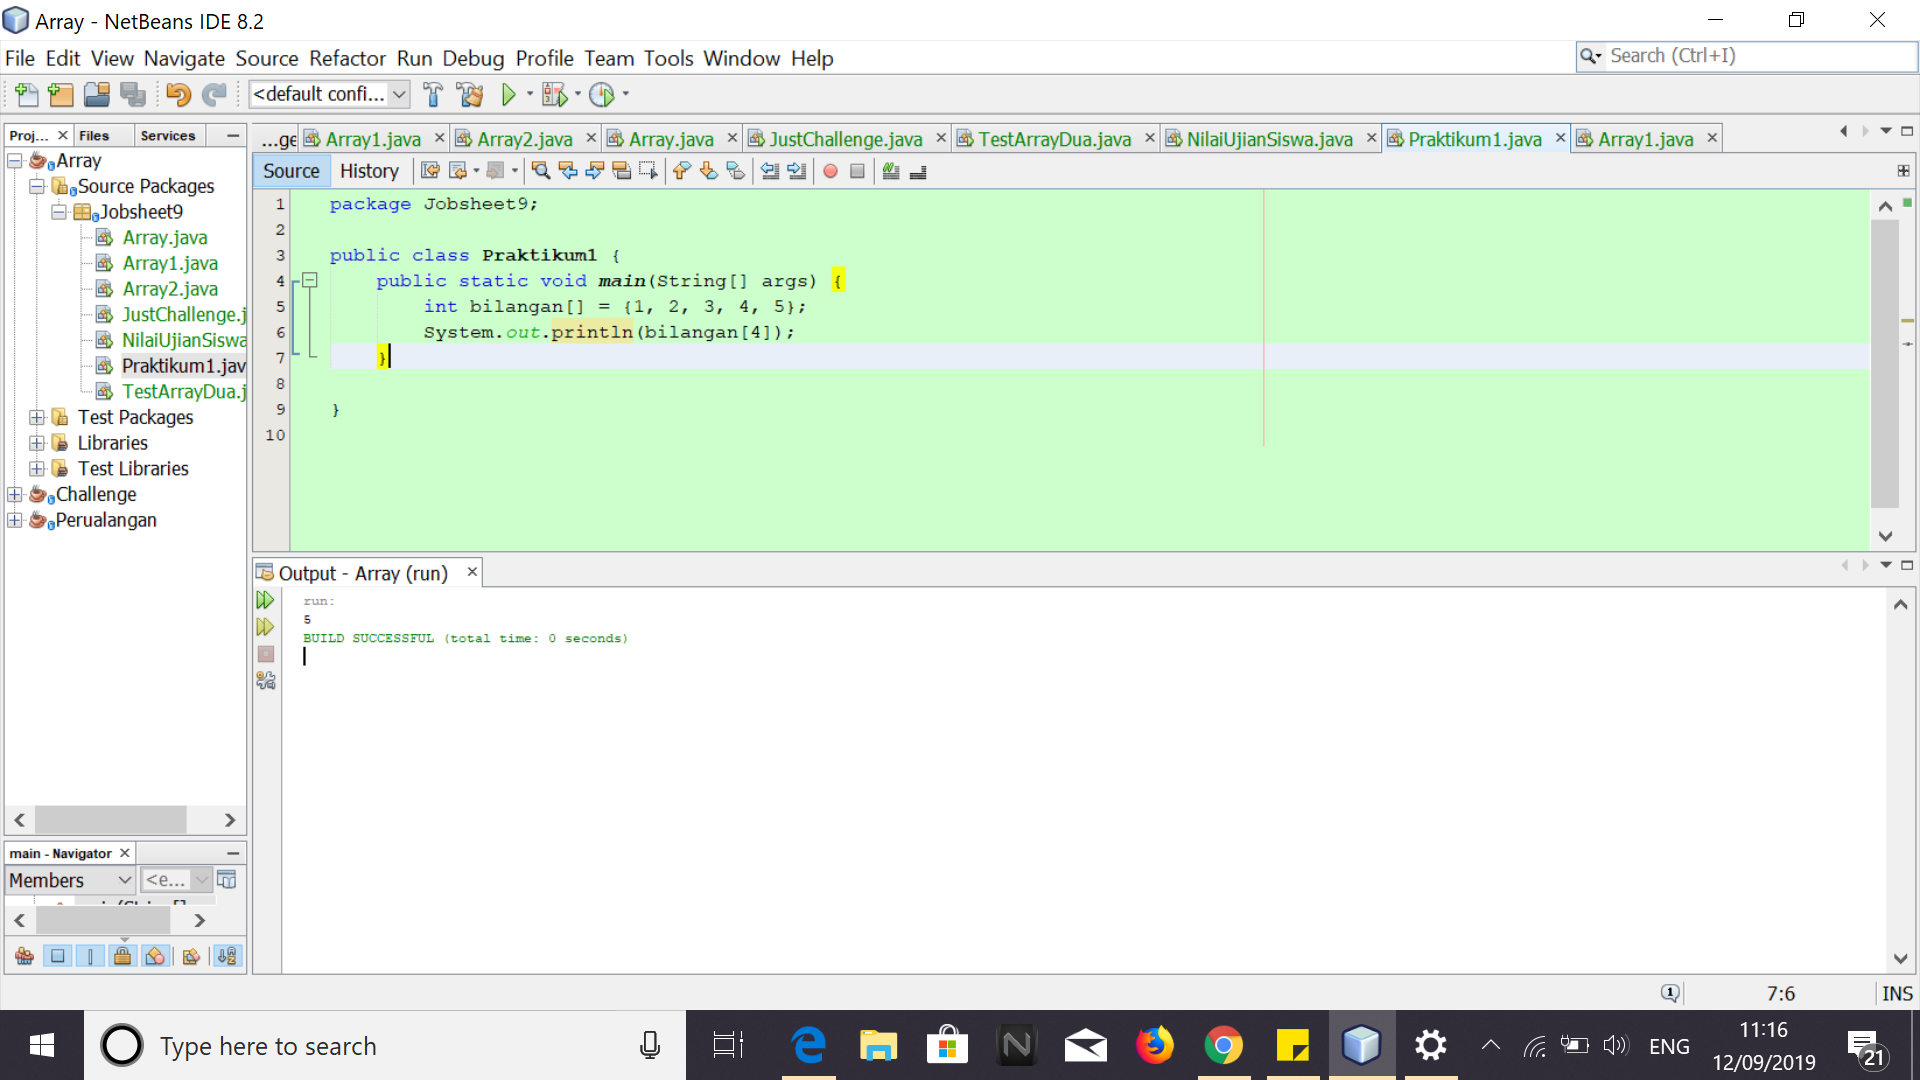 Array - NetBeans IDE 8.2
File Edit View Navigate Source Refactor Run Debug Profile Team Tools Window Help
Search (Ctrl+I)
<default confi...
Proj... Files Services
...ge Array1.java Array2.java Array.java JustChallenge.java TestArrayDua.java NilaiUjianSiswa.java Praktikum1.java Array1.java
Source History
Array
Source Packages
Jobsheet9
Array.java
Array1.java
Array2.java
JustChallenge.j
NilaiUjianSiswa
Praktikum1.jav
TestArrayDua.j
Test Packages
Libraries
Test Libraries
Challenge
Perualangan
1 package Jobsheet9;
2
3 public class Praktikum1 {
4 public static void main(String[] args) {
5 int bilangan[] = {1, 2, 3, 4, 5};
6 System.out.println(bilangan[4]);
7 }
8
9 }
10
Output - Array (run)
run:
5
BUILD SUCCESSFUL (total time: 0 seconds)
main - Navigator
Members <e...
7:6 INS
Type here to search
ENG
11:16
12/09/2019
21